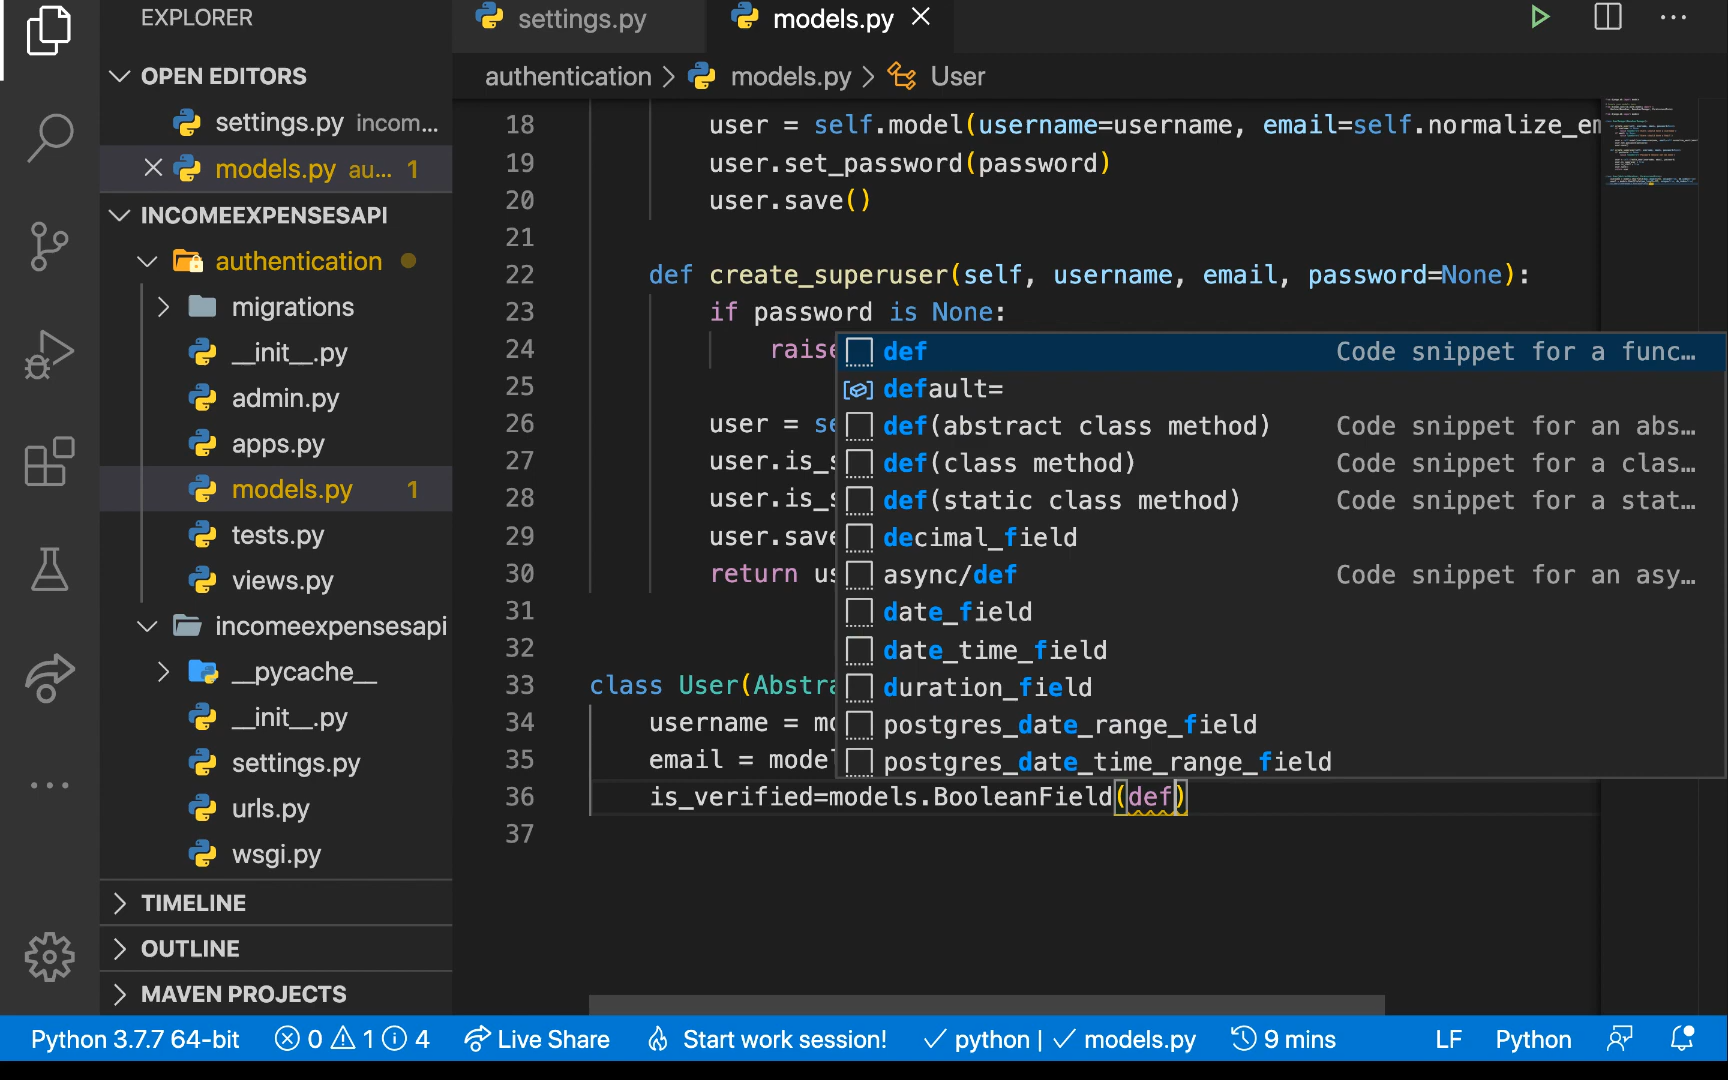 EXPLORER
OPEN EDITORS
settings.py incom...
models.py au... 1
INCOMEEXPENSESAPI
authentication
migrations
__init__.py
admin.py
apps.py
models.py 1
tests.py
views.py
incomeexpensesapi
__pycache__
__init__.py
settings.py
urls.py
wsgi.py
TIMELINE
OUTLINE
MAVEN PROJECTS
settings.py models.py
authentication > models.py > User
18 user = self.model(username=username, email=self.normalize_em
19 user.set_password(password)
20 user.save()
21
22 def create_superuser(self, username, email, password=None):
23 if password is None:
24 raise
25
26 user = se
27 user.is_s
28 user.is_s
29 user.save
30 return us
31
32
33 class User(Abstra
34 username = mo
35 email = model
36 is_verified=models.BooleanField(def)
37
def Code snippet for a func...
default=
def(abstract class method) Code snippet for an abs...
def(class method) Code snippet for a clas...
def(static class method) Code snippet for a stat...
decimal_field
async/def Code snippet for an asy...
date_field
date_time_field
duration_field
postgres_date_range_field
postgres_date_time_range_field
Python 3.7.7 64-bit 0 1 4 Live Share Start work session! python | models.py 9 mins LF Python